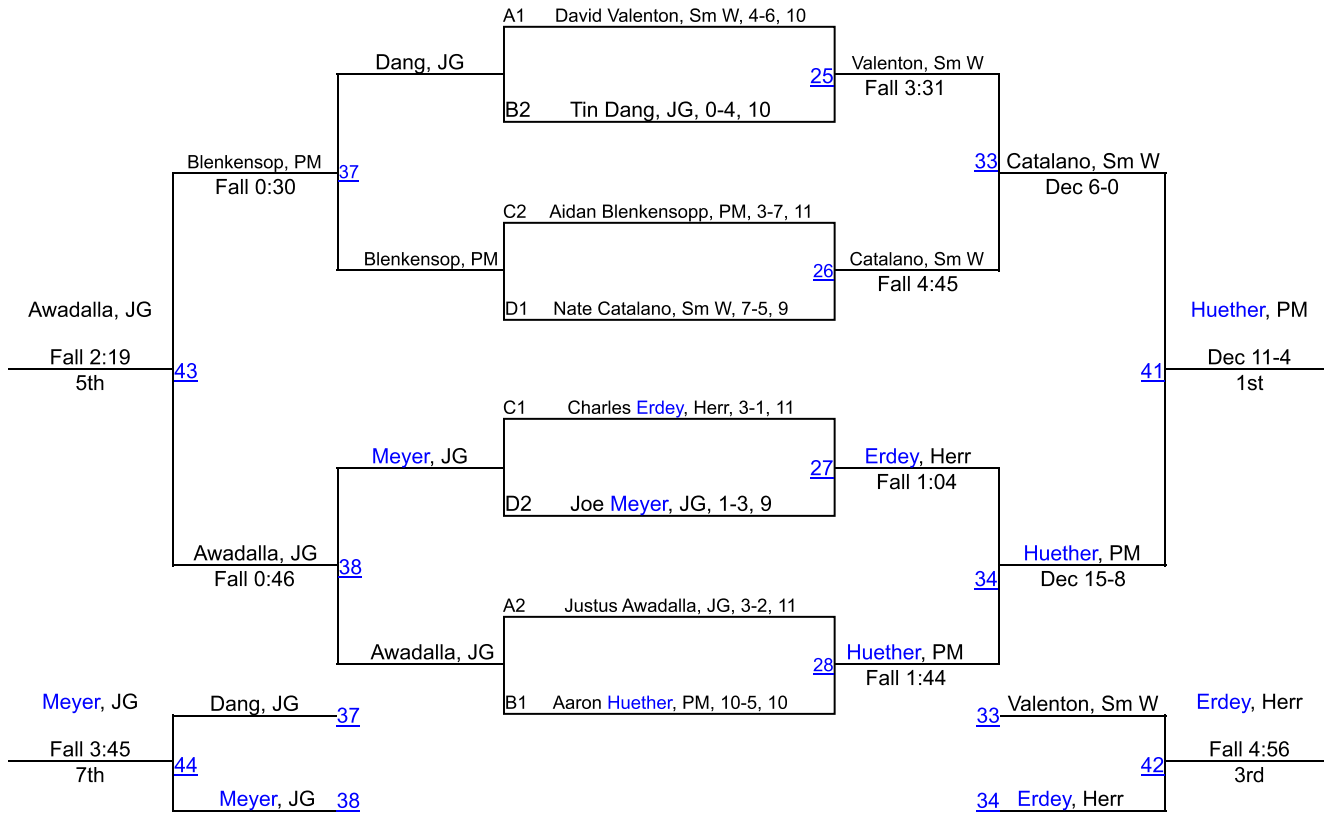 A1 David Valenton, Sm W, 4-6, 10
Dang, JG
25
Valenton, Sm W
Fall 3:31
B2 Tin Dang, JG, 0-4, 10
Blenkensop, PM
Fall 0:30
37
33
Catalano, Sm W
Dec 6-0
C2 Aidan Blenkensopp, PM, 3-7, 11
Blenkensop, PM
26
Catalano, Sm W
Fall 4:45
D1 Nate Catalano, Sm W, 7-5, 9
Awadalla, JG
Fall 2:19
5th
43
41
Huether, PM
Dec 11-4
1st
C1 Charles Erdey, Herr, 3-1, 11
Meyer, JG
27
Erdey, Herr
Fall 1:04
D2 Joe Meyer, JG, 1-3, 9
Awadalla, JG
Fall 0:46
38
34
Huether, PM
Dec 15-8
A2 Justus Awadalla, JG, 3-2, 11
Awadalla, JG
28
Huether, PM
Fall 1:44
B1 Aaron Huether, PM, 10-5, 10
Meyer, JG
Fall 3:45
7th
Dang, JG 37
44
Meyer, JG 38
33 Valenton, Sm W
42
34 Erdey, Herr
Erdey, Herr
Fall 4:56
3rd